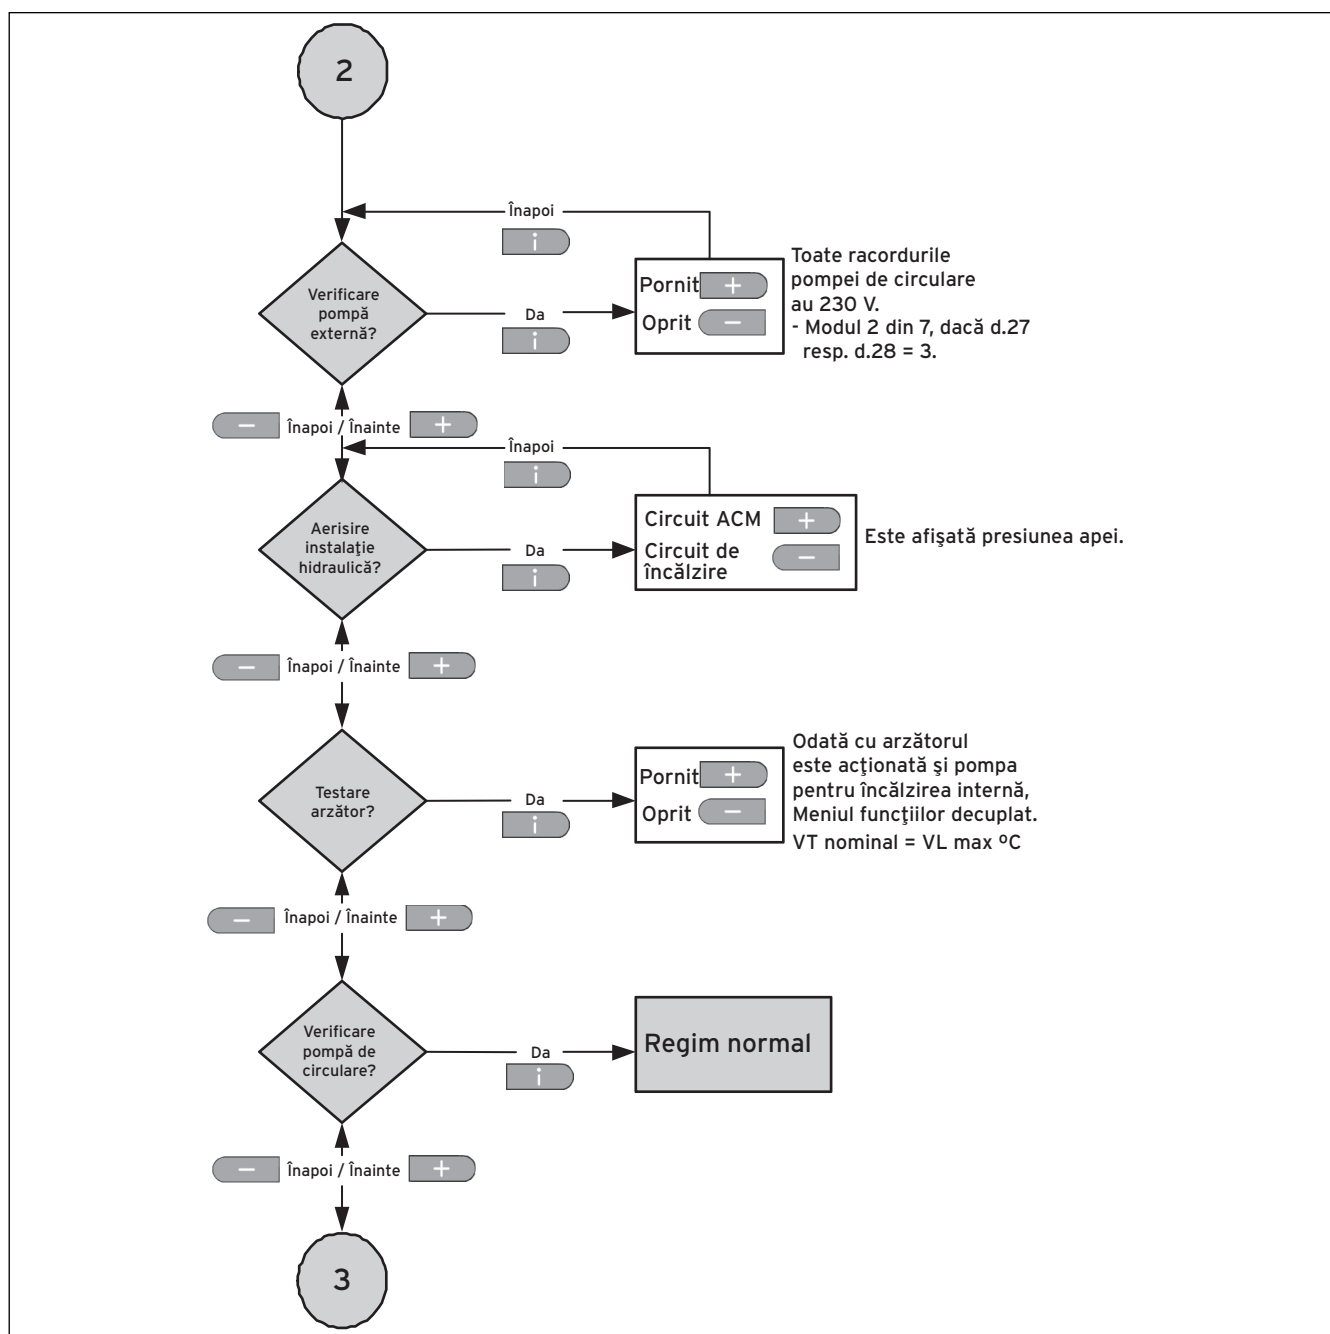 2
Înapoi
i
Verificare
pompă
externă?
Da
i
Pornit +
Oprit −
Toate racordurile
pompei de circulare
au 230 V.
- Modul 2 din 7, dacă d.27
resp. d.28 = 3.
− Înapoi / Înainte +
Înapoi
i
Aerisire
instalaţie
hidraulică?
Da
i
Circuit ACM +
Circuit de −
încălzire
Este afişată presiunea apei.
− Înapoi / Înainte +
Testare
arzător?
Da
i
Pornit +
Oprit −
Odată cu arzătorul
este acţionată şi pompa
pentru încălzirea internă,
Meniul funcţiilor decuplat.
VT nominal = VL max ºC
− Înapoi / Înainte +
Verificare
pompă de
circulare?
Da
i
Regim normal
− Înapoi / Înainte +
3